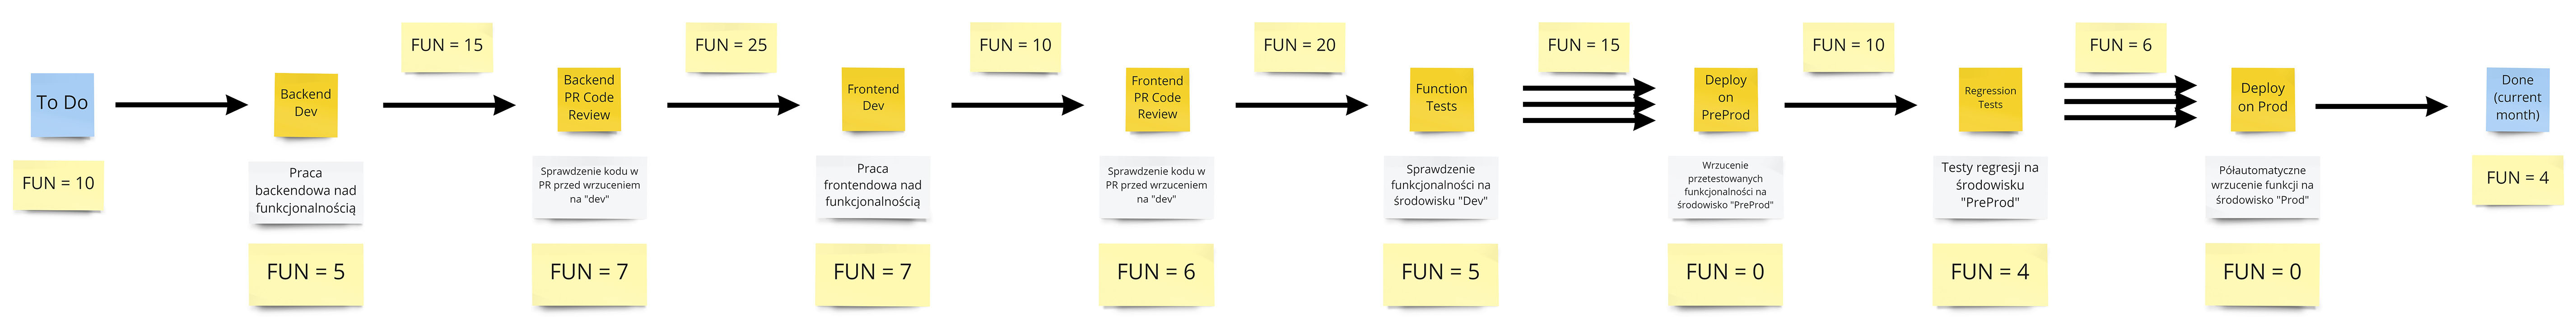 FUN = 15
FUN = 25
FUN = 10
FUN = 20
FUN = 15
FUN = 10
FUN = 6
To Do
Backend
Dev
Backend
PR Code
Review
Frontend
Dev
Frontend
PR Code
Review
Function
Tests
Deploy
on
PreProd
Regression
Tests
Deploy
on Prod
Done
(current
month)
FUN = 10
Praca
backendowa nad
funkcjonalnością
Sprawdzenie kodu w
PR przed wrzuceniem
na "dev"
Praca
frontendowa nad
funkcjonalnością
Sprawdzenie kodu w
PR przed wrzuceniem
na "dev"
Sprawdzenie
funkcjonalności na
środowisku "Dev"
Wrzucenie
przetestowanych
funkcjonalności na
środowisko "PreProd"
Testy regresji na
środowisku
"PreProd"
Półautomatyczne
wrzucenie funkcji na
środowisko "Prod"
FUN = 4
FUN = 5
FUN = 7
FUN = 7
FUN = 6
FUN = 5
FUN = 0
FUN = 4
FUN = 0